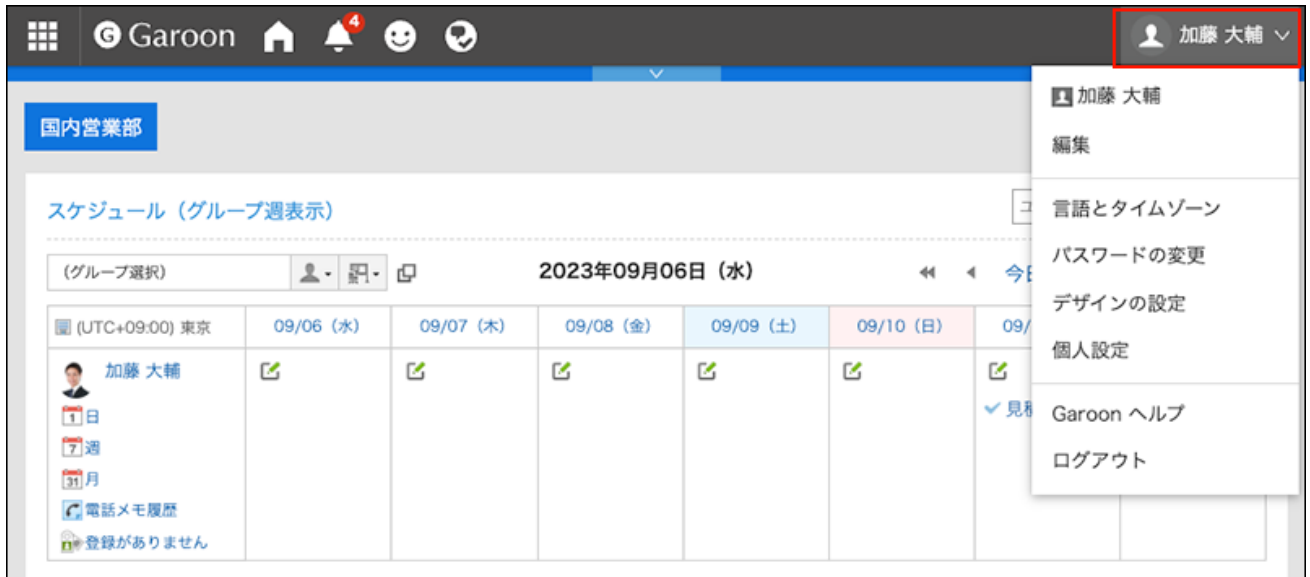 Garoon 4 加藤 大輔
加藤 大輔
編集
言語とタイムゾーン
パスワードの変更
デザインの設定
個人設定
Garoon ヘルプ
ログアウト
国内営業部
スケジュール（グループ週表示）
(グループ選択) 2023年09月06日（水） 今日
(UTC+09:00) 東京 09/06（水） 09/07（木） 09/08（金） 09/09（土） 09/10（日） 09/
加藤 大輔
1 日
7 週
31 月
電話メモ履歴
登録がありません
見積